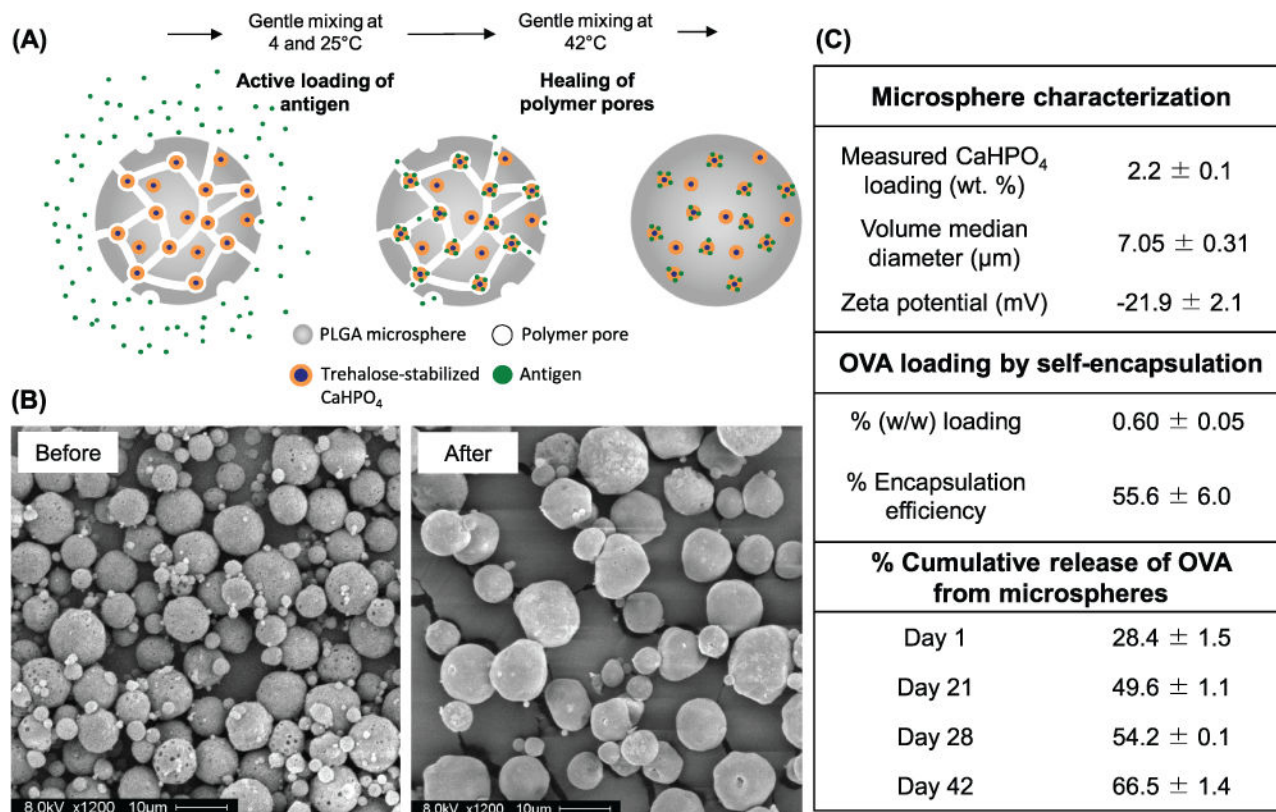 (A)
Gentle mixing at
4 and 25°C
Active loading of
antigen
Gentle mixing at
42°C
Healing of
polymer pores
PLGA microsphere
Polymer pore
Trehalose-stabilized
CaHPO₄
Antigen
(B)
Before
8.0kV x1200 10µm
After
8.0kV x1200 10µm
(C)
Microsphere characterization
Measured CaHPO₄
loading (wt. %)
2.2 ± 0.1
Volume median
diameter (µm)
7.05 ± 0.31
Zeta potential (mV) -21.9 ± 2.1
OVA loading by self-encapsulation
% (w/w) loading 0.60 ± 0.05
% Encapsulation
efficiency
55.6 ± 6.0
% Cumulative release of OVA
from microspheres
Day 1 28.4 ± 1.5
Day 21 49.6 ± 1.1
Day 28 54.2 ± 0.1
Day 42 66.5 ± 1.4